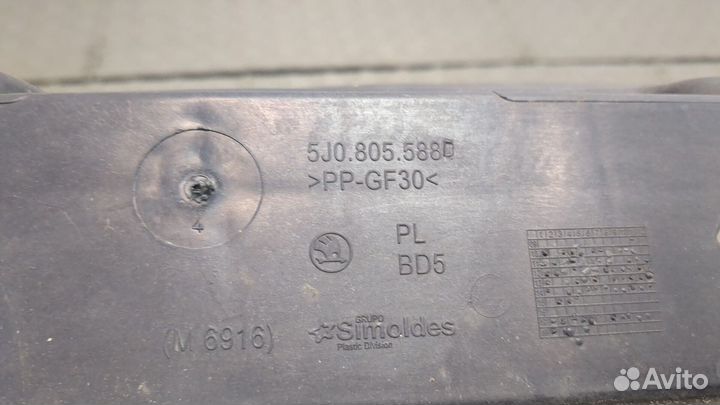 5J0.805.588D
>PP-GF30<
4
PL
BD5
(M 6916)
GRUPO
Simoldes
Plastic Division
Avito